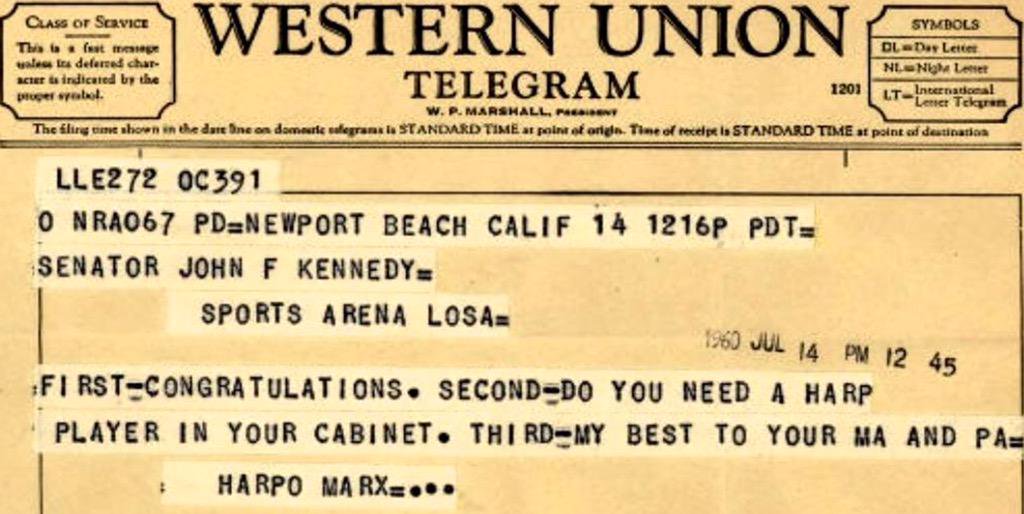 CLASS OF SERVICE
This is a fast message
unless its deferred char-
acter is indicated by the
proper symbol.
WESTERN UNION
TELEGRAM
W. P. MARSHALL, PRESIDENT
1201
SYMBOLS
DL=Day Letter
NL=Night Letter
LT=International
Letter Telegram
The filing time shown in the date line on domestic telegrams is STANDARD TIME at point of origin. Time of receipt is STANDARD TIME at point of destination
LLE272 OC391
O NRA067 PD=NEWPORT BEACH CALIF 14 1216P PDT=
SENATOR JOHN F KENNEDY=
SPORTS ARENA LOSA=
1960 JUL 14 PM 12 45
:FIRST=CONGRATULATIONS. SECOND=DO YOU NEED A HARP
PLAYER IN YOUR CABINET. THIRD=MY BEST TO YOUR MA AND PA=
: HARPO MARX=...